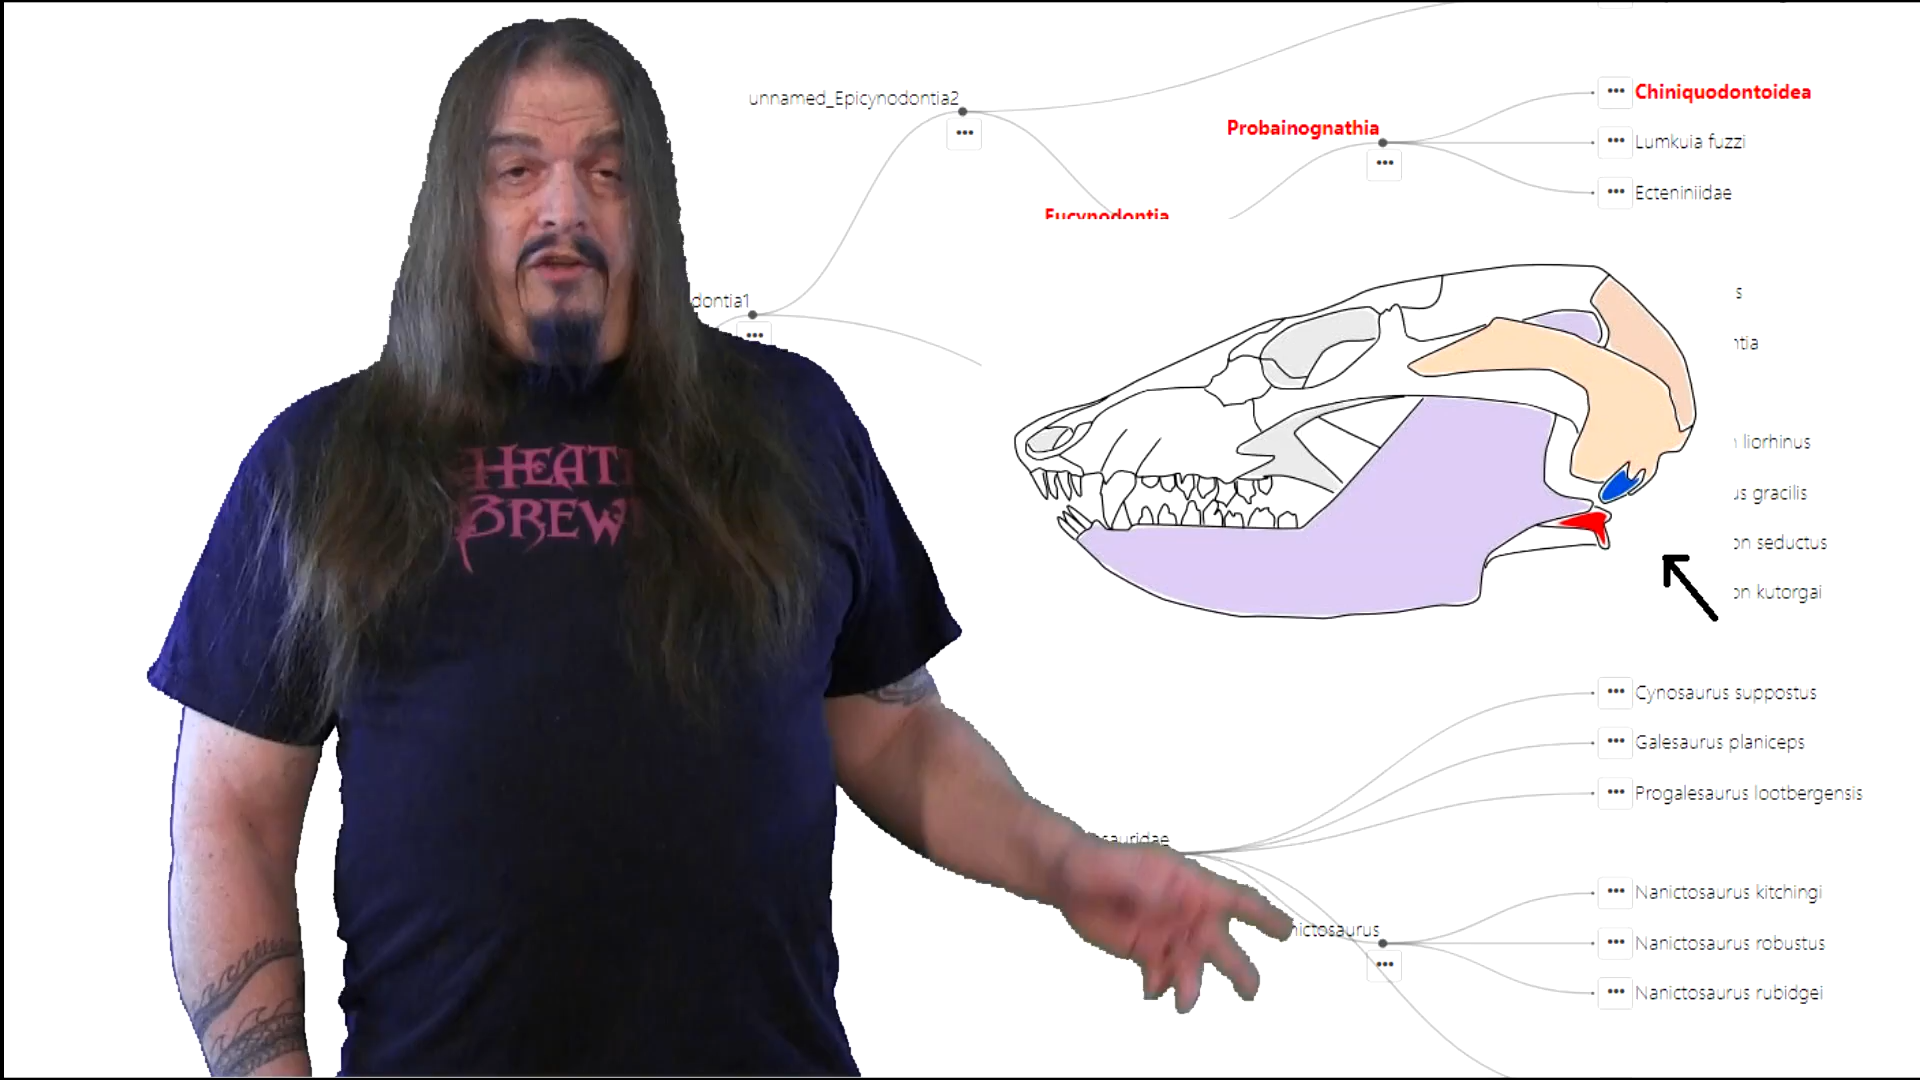 unnamed_Epicynodontia2
•••
Chiniquodontoidea
Probainognathia
•••
•••
Lumkuia fuzzi
•••
Ecteniniidae
Eucynodontia
dontia1
•••
s
ntia
liorhinus
us gracilis
on seductus
on kutorgai
HEAT
BREW
•••
Cynosaurus suppostus
•••
Galesaurus planiceps
•••
Progalesaurus lootbergensis
sauridae
•••
Nanictosaurus kitchingi
nictosaurus
•••
•••
Nanictosaurus robustus
•••
Nanictosaurus rubidgei